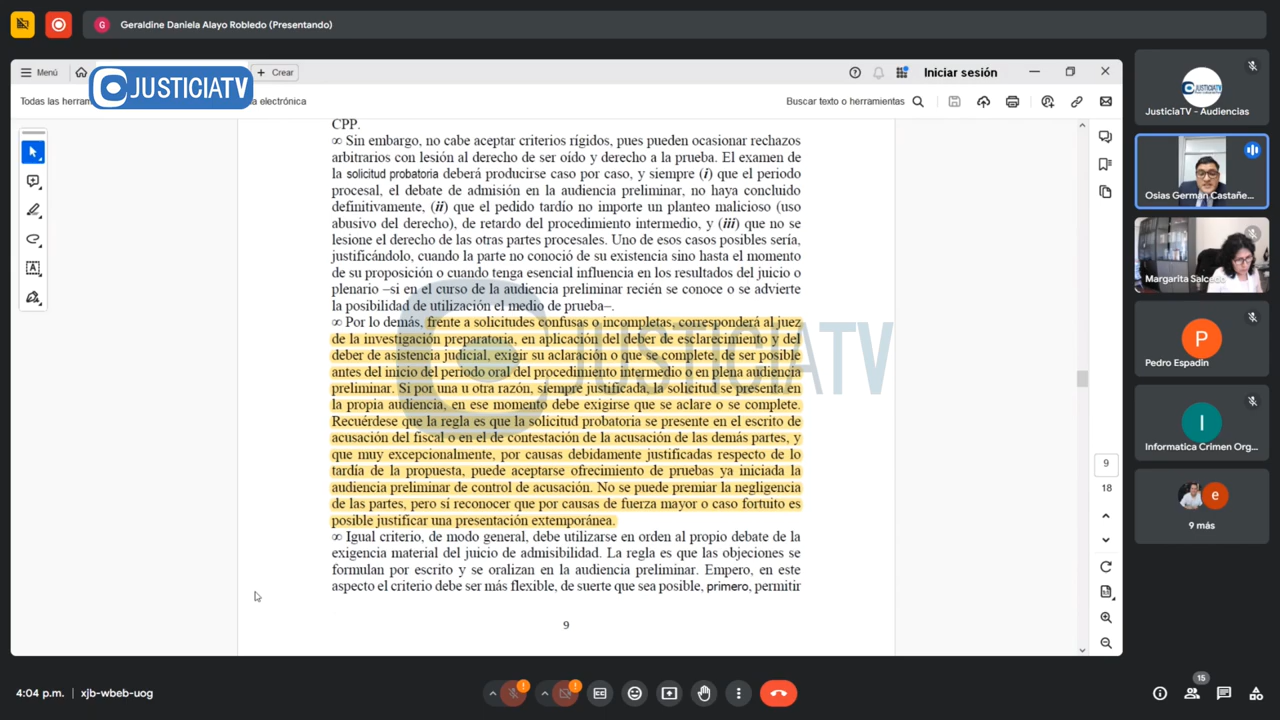 Geraldine Daniela Alayo Robledo (Presentando)
G
Menú
JUSTICIATV
Crear
Iniciar sesión
Todas las herram
a electrónica
Buscar texto o herramientas
CPP.
∞ Sin embargo, no cabe aceptar criterios rígidos, pues pueden ocasionar rechazos
arbitrarios con lesión al derecho de ser oído y derecho a la prueba. El examen de
la solicitud probatoria deberá producirse caso por caso, y siempre (i) que el periodo
procesal, el debate de admisión en la audiencia preliminar, no haya concluido
definitivamente, (ii) que el pedido tardío no importe un planteo malicioso (uso
abusivo del derecho), de retardo del procedimiento intermedio, y (iii) que no se
lesione el derecho de las otras partes procesales. Uno de esos casos posibles sería,
justificándolo, cuando la parte no conoció de su existencia sino hasta el momento
de su proposición o cuando tenga esencial influencia en los resultados del juicio o
plenario –si en el curso de la audiencia preliminar recién se conoce o se advierte
la posibilidad de utilización el medio de prueba–.
∞ Por lo demás, frente a solicitudes confusas o incompletas, corresponderá al juez
de la investigación preparatoria, en aplicación del deber de esclarecimiento y del
deber de asistencia judicial, exigir su aclaración o que se complete, de ser posible
antes del inicio del periodo oral del procedimiento intermedio o en plena audiencia
preliminar. Si por una u otra razón, siempre justificada, la solicitud se presenta en
la propia audiencia, en ese momento debe exigirse que se aclare o se complete.
Recuérdese que la regla es que la solicitud probatoria se presente en el escrito de
acusación del fiscal o en el de contestación de la acusación de las demás partes, y
que muy excepcionalmente, por causas debidamente justificadas respecto de lo
tardía de la propuesta, puede aceptarse ofrecimiento de pruebas ya iniciada la
audiencia preliminar de control de acusación. No se puede premiar la negligencia
de las partes, pero sí reconocer que por causas de fuerza mayor o caso fortuito es
posible justificar una presentación extemporánea.
∞ Igual criterio, de modo general, debe utilizarse en orden al propio debate de la
exigencia material del juicio de admisibilidad. La regla es que las objeciones se
formulan por escrito y se oralizan en la audiencia preliminar. Empero, en este
aspecto el criterio debe ser más flexible, de suerte que sea posible, primero, permitir
9
JUSTICIATV
9
18
JUSTICIATV
JusticiaTV - Audiencias
Osias Germán Castañe...
Margarita Salcedo
P
Pedro Espadin
I
Informatica Crimen Org...
e
9 más
4:04 p.m.
xjb-wbeb-uog
15